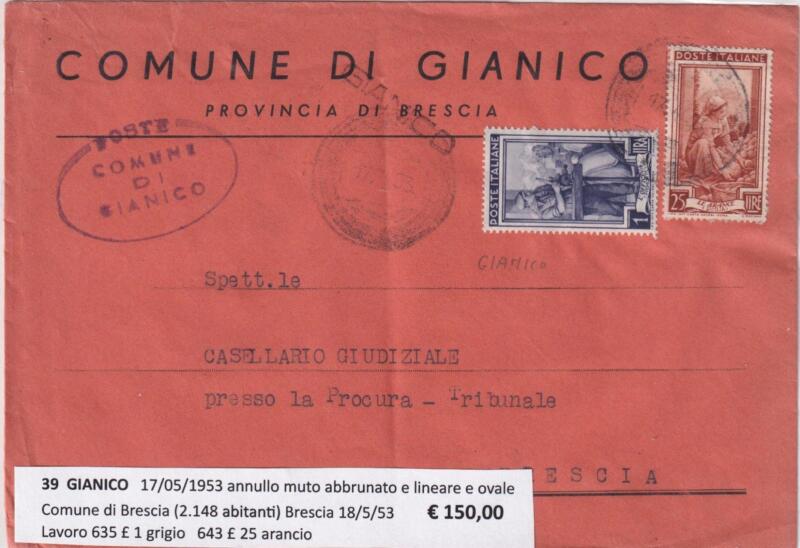 COMUNE DI GIANICO
PROVINCIA DI BRESCIA
POSTE
COMUNE
DI
GIANICO
GIANICO
POSTE ITALIANE
1 LIRA
POSTE ITALIANE
25 LIRE
GIANICO
Spett.le
CASELLARIO GIUDIZIALE
presso la Procura - Tribunale
BRESCIA
39 GIANICO 17/05/1953 annullo muto abbrunato e lineare e ovale
Comune di Brescia (2.148 abitanti) Brescia 18/5/53 € 150,00
Lavoro 635 £ 1 grigio 643 £ 25 arancio